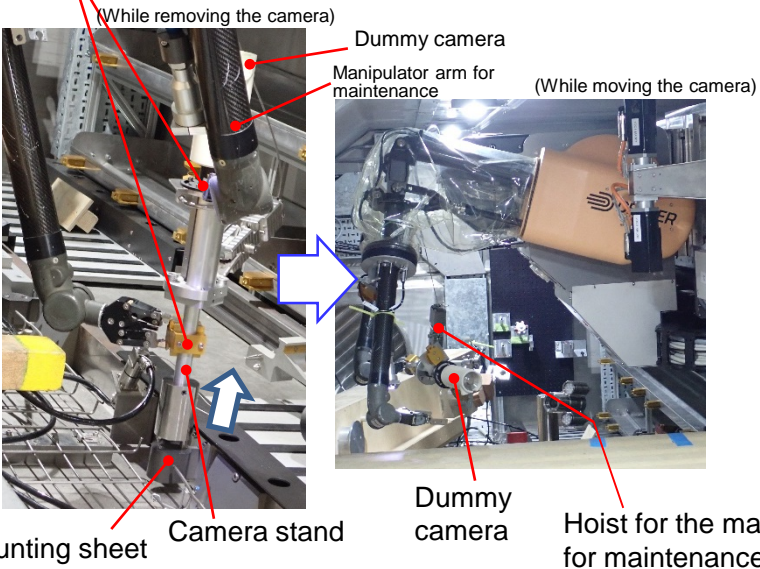 (While removing the camera)
Dummy camera
Manipulator arm for
maintenance
(While moving the camera)
Dummy
camera
Hoist for the ma
for maintenance
Camera stand
unting sheet